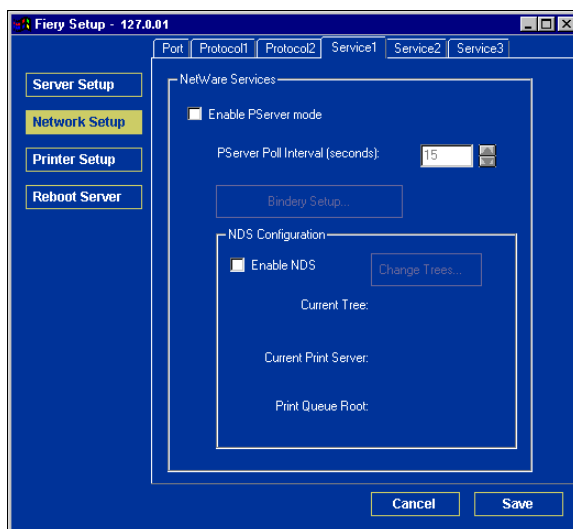 Fiery Setup - 127.0.01
Port Protocol1 Protocol2 Service1 Service2 Service3
Server Setup
Network Setup
Printer Setup
Reboot Server
NetWare Services
Enable PServer mode
PServer Poll Interval (seconds): 15
Bindery Setup...
NDS Configuration
Enable NDS Change Trees...
Current Tree:
Current Print Server:
Print Queue Root:
Cancel Save